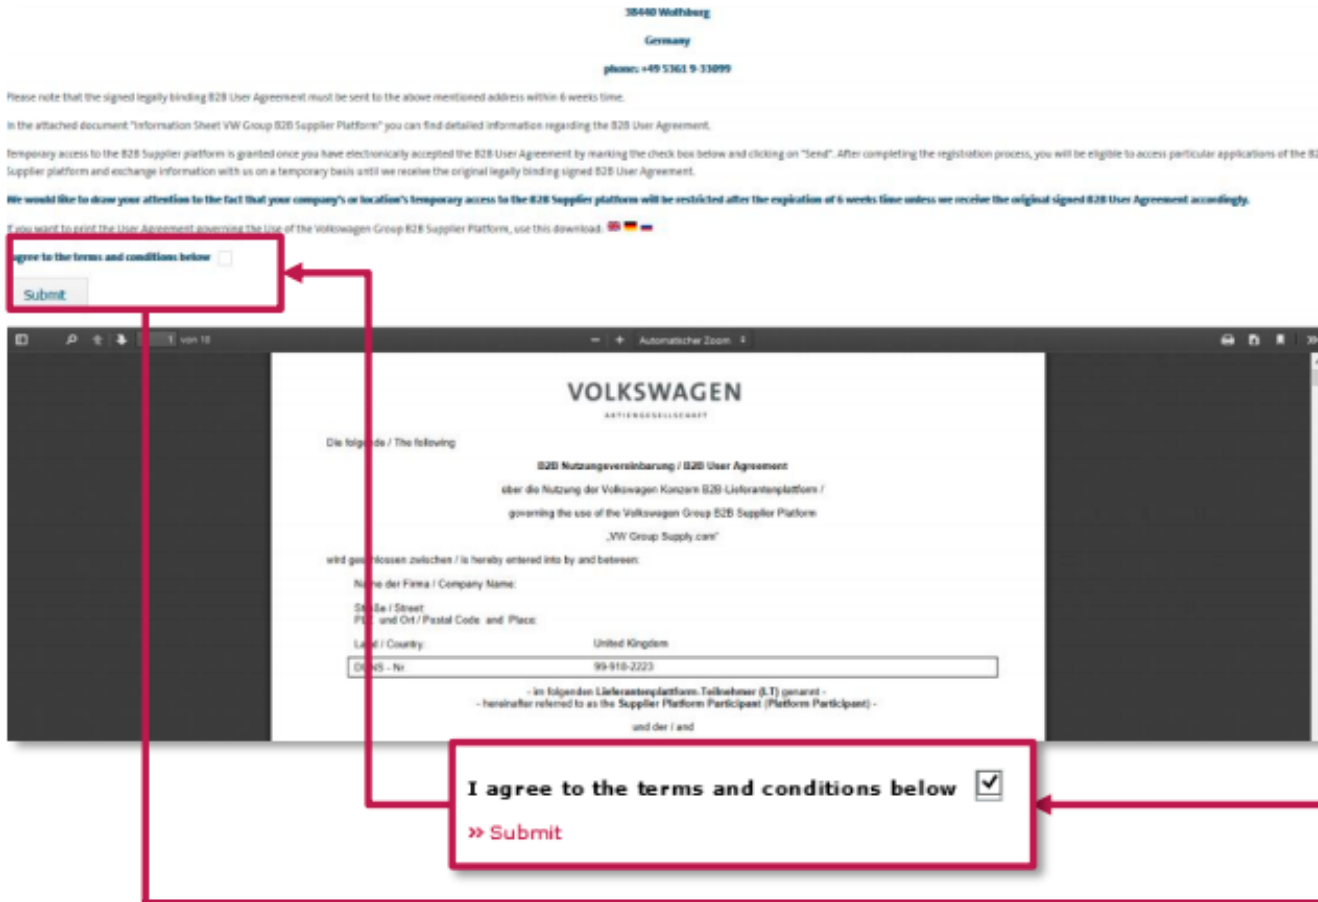 38440 Wolfsburg
Germany
phone: +49 5361 9-33099
Please note that the signed legally binding B2B User Agreement must be sent to the above mentioned address within 6 weeks time.
In the attached document "Information Sheet VW Group B2B Supplier Platform" you can find detailed information regarding the B2B User Agreement.
Temporary access to the B2B Supplier platform is granted once you have electronically accepted the B2B User Agreement by marking the check box below and clicking on "Send". After completing the registration process, you will be eligible to access particular applications of the B2
Supplier platform and exchange information with us on a temporary basis until we receive the original legally binding signed B2B User Agreement.
We would like to draw your attention to the fact that your company's or location's temporary access to the B2B Supplier platform will be restricted after the expiration of 6 weeks time unless we receive the original signed B2B User Agreement accordingly.
If you want to print the User Agreement governing the Use of the Volkswagen Group B2B Supplier Platform, use this download:
agree to the terms and conditions below
Submit
1 von 10
Automatischer Zoom
VOLKSWAGEN
AKTIENGESELLSCHAFT
Die folgende / The following
B2B Nutzungsvereinbarung / B2B User Agreement
über die Nutzung der Volkswagen Konzern B2B-Lieferantenplattform /
governing the use of the Volkswagen Group B2B Supplier Platform
„VW Group Supply.com"
wird geschlossen zwischen / is hereby entered into by and between:
Name der Firma / Company Name:
Straße / Street:
PLZ und Ort / Postal Code and Place:
Land / Country: United Kingdom
DUNS - Nr 99-910-2223
- im folgenden Lieferantenplattform-Teilnehmer (LT) genannt -
- hereinafter referred to as the Supplier Platform Participant (Platform Participant) -
und der / and
I agree to the terms and conditions below
» Submit